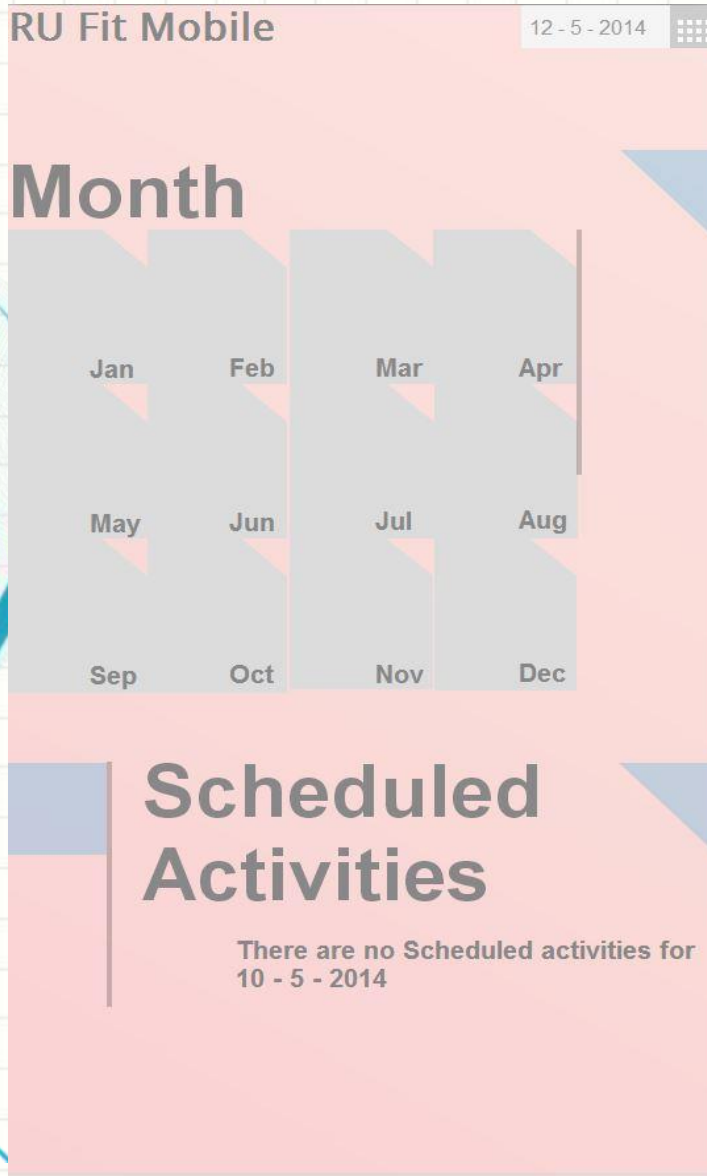 RU Fit Mobile
12 - 5 - 2014
Month
Jan Feb Mar Apr
May Jun Jul Aug
Sep Oct Nov Dec
Scheduled
Activities
There are no Scheduled activities for
10 - 5 - 2014